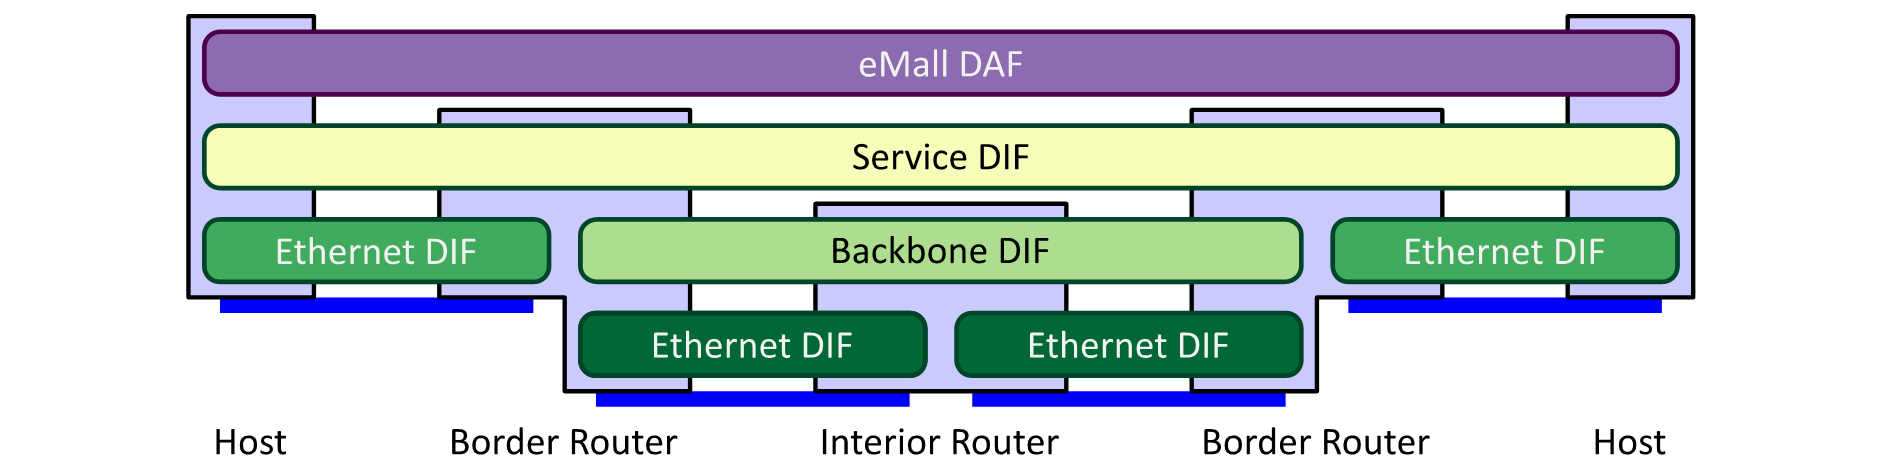 eMall DAF
Service DIF
Ethernet DIF
Backbone DIF
Ethernet DIF
Ethernet DIF
Ethernet DIF
Host
Border Router
Interior Router
Border Router
Host